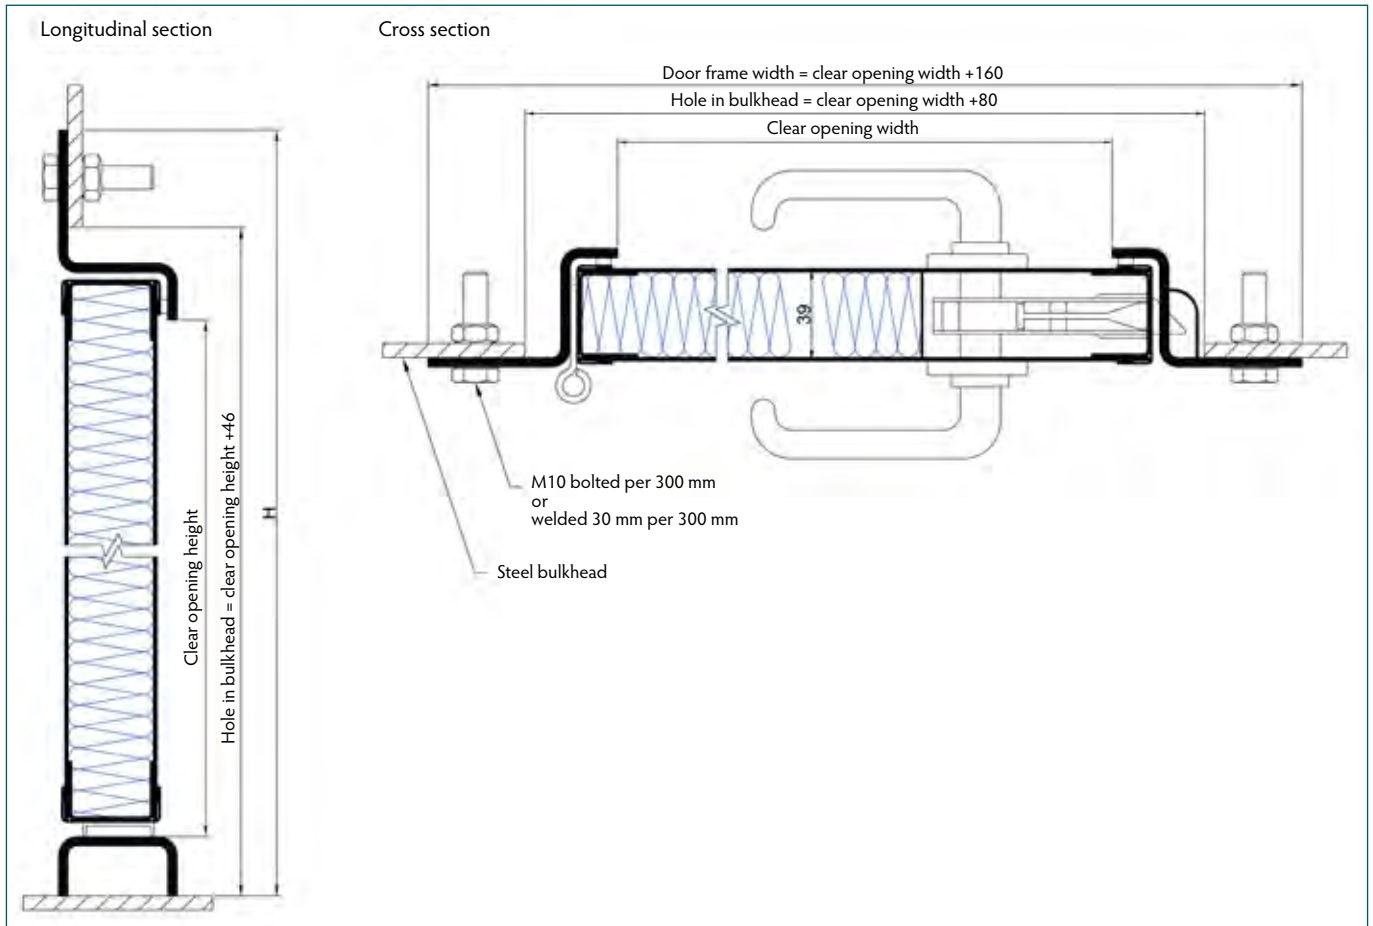 Longitudinal section
Cross section
Door frame width = clear opening width +160
Hole in bulkhead = clear opening width +80
Clear opening width
39
Clear opening height
Hole in bulkhead = clear opening height +46
H
M10 bolted per 300 mm
or
welded 30 mm per 300 mm
Steel bulkhead